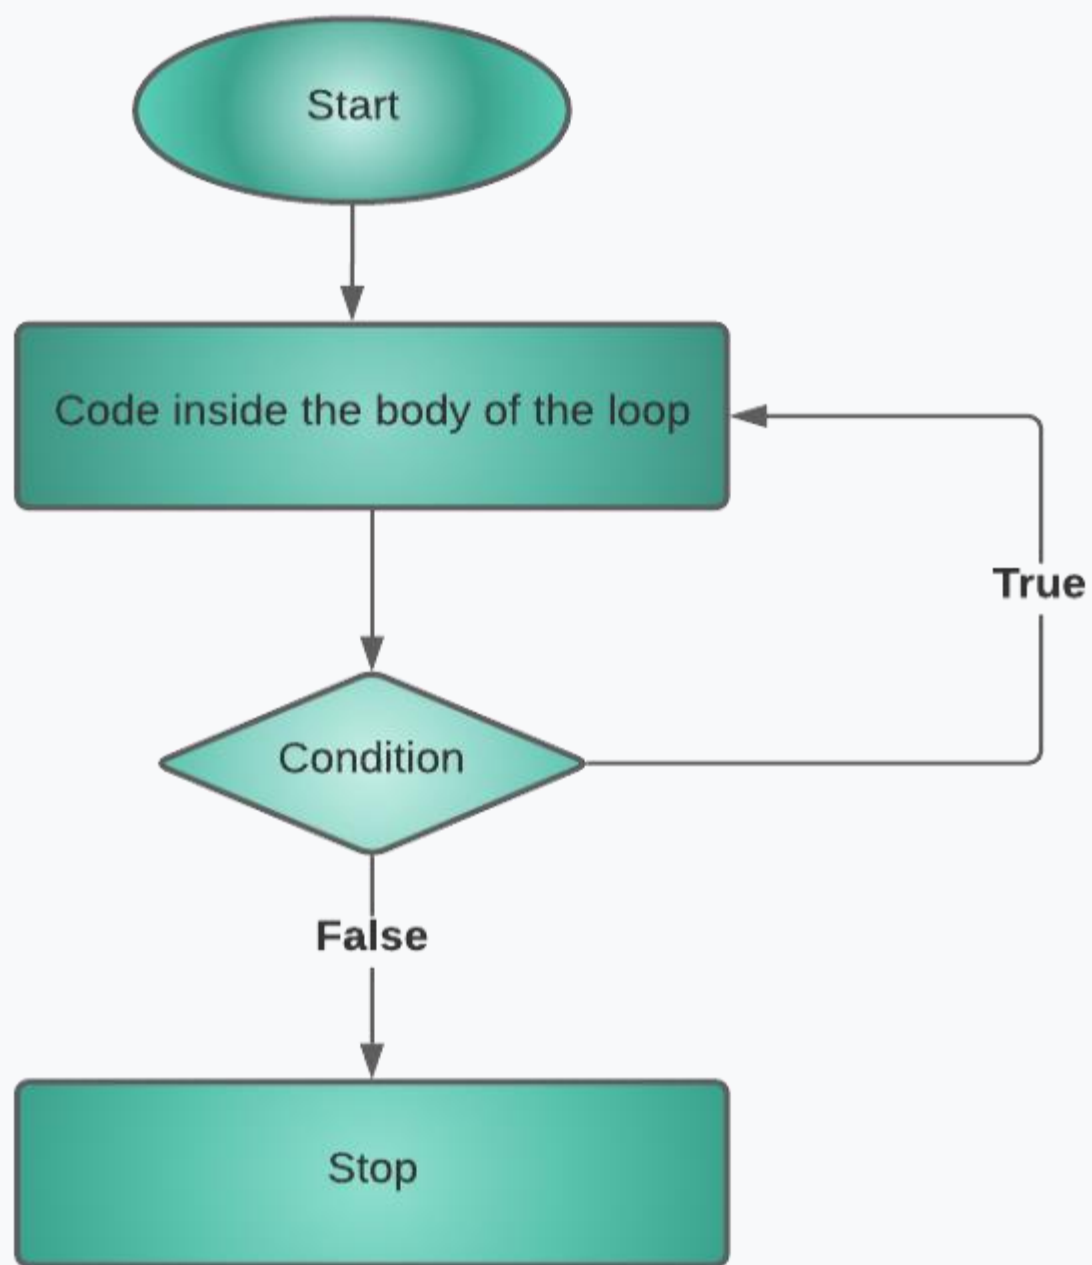 Start
Code inside the body of the loop
True
Condition
False
Stop